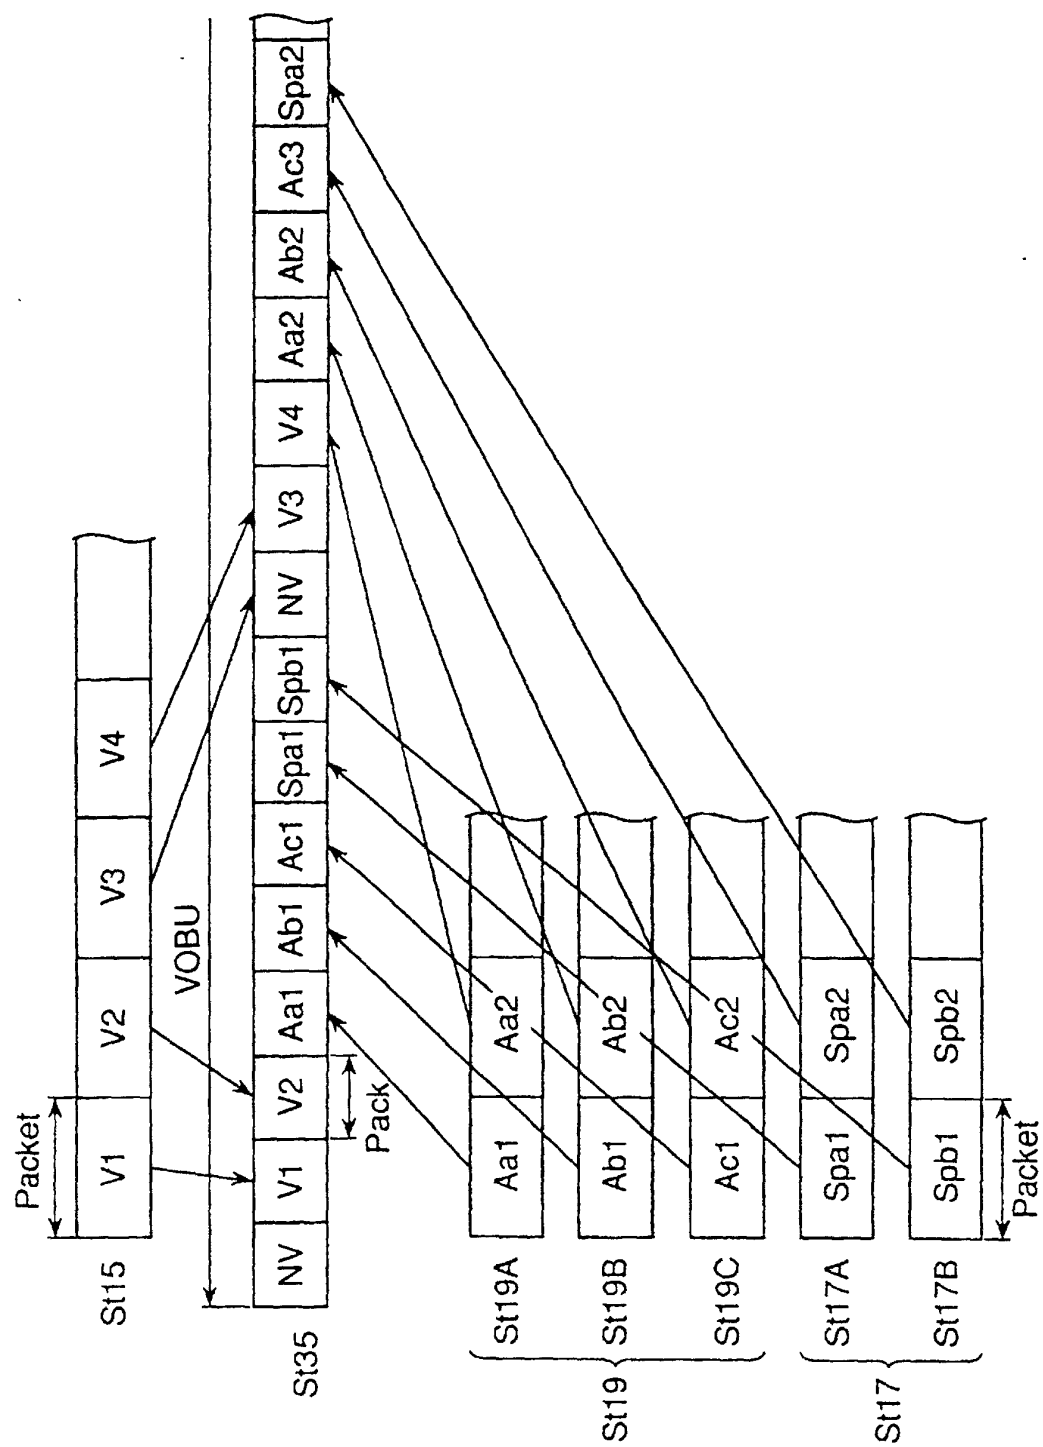 Packet
St15
V1
V2
V3
V4
VOBU
St35
NV
V1
V2
Aa1
Ab1
Ac1
Spa1
Spb1
NV
V3
V4
Aa2
Ab2
Ac3
Spa2
Pack
St19
St19A
Aa1
Aa2
St19B
Ab1
Ab2
St19C
Ac1
Ac2
St17
St17A
Spa1
Spa2
St17B
Spb1
Spb2
Packet